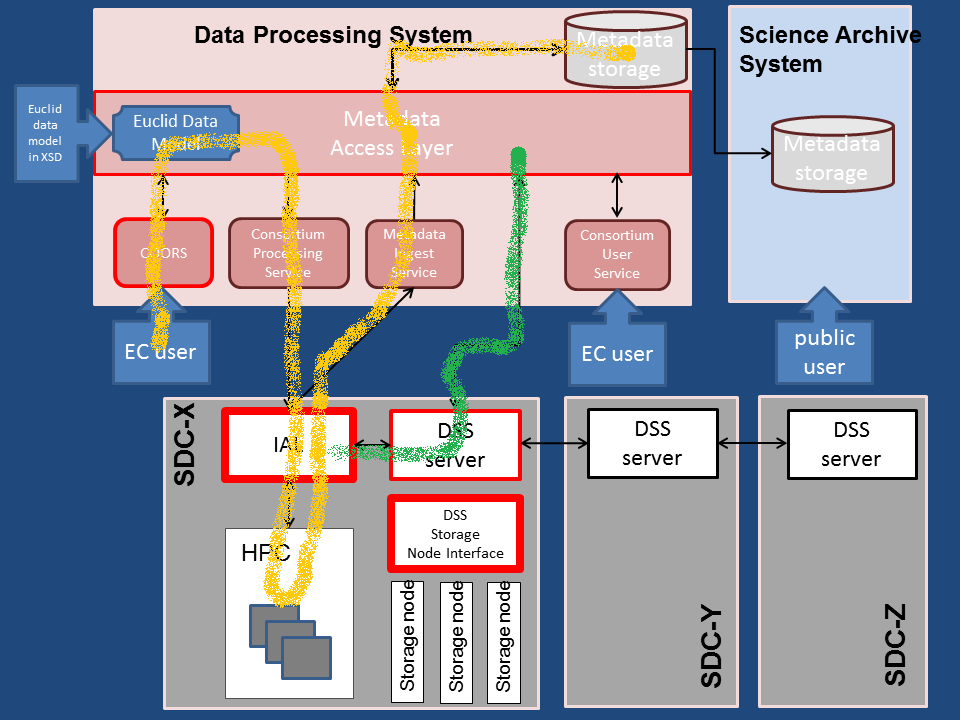 Data Processing System
Metadata
storage
Science Archive
System
Euclid
data
model
in XSD
Euclid Data
Model
Metadata
Access Layer
Metadata
storage
COORS
Consortium
Processing
Service
Metadata
Ingest
Service
Consortium
User
Service
EC user
EC user
public
user
SDC-X
IAL
DSS
server
DSS
server
DSS
server
DSS
Storage
Node Interface
HPC
Storage node
Storage node
Storage node
SDC-Y
SDC-Z